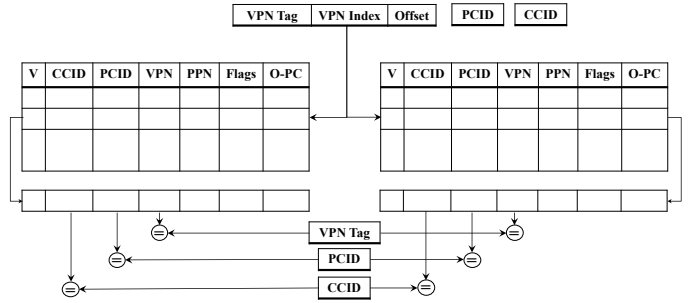 VPN Tag VPN Index Offset PCID CCID
V CCID PCID VPN PPN Flags O-PC V CCID PCID VPN PPN Flags O-PC
= VPN Tag =
= PCID =
= CCID =